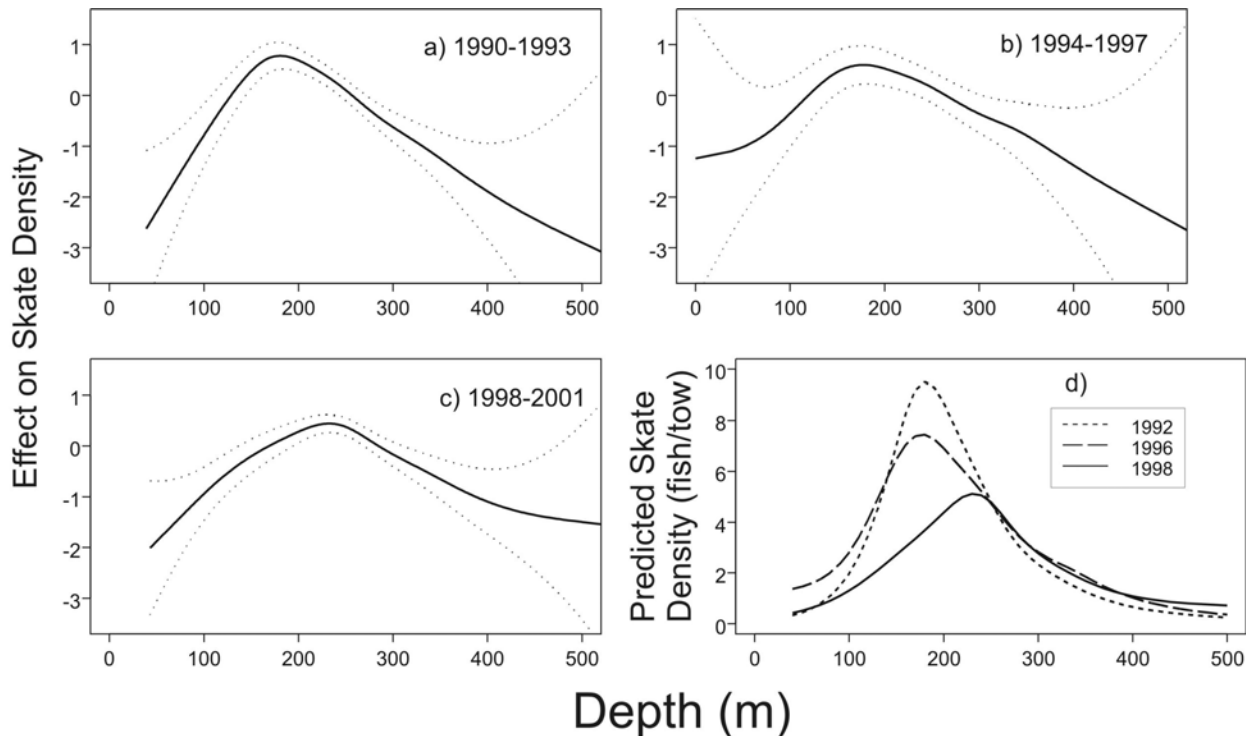 Effect on Skate Density
a) 1990-1993
1
0
-1
-2
-3
0 100 200 300 400 500
b) 1994-1997
1
0
-1
-2
-3
0 100 200 300 400 500
c) 1998-2001
1
0
-1
-2
-3
0 100 200 300 400 500
Predicted Skate
Density (fish/tow)
d)
10
8
6
4
2
0
1992
1996
1998
0 100 200 300 400 500
Depth (m)